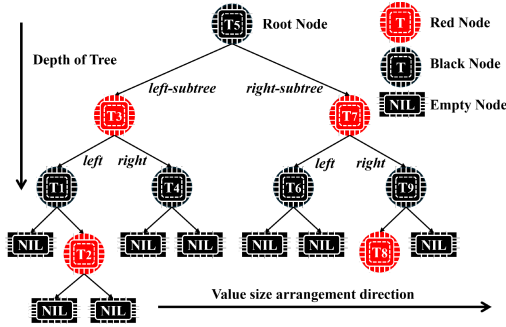 T5 Root Node
T Red Node
Depth of Tree
T Black Node
left-subtree right-subtree
NIL Empty Node
T3 T7
left right left right
T1 T4 T6 T9
NIL NIL NIL NIL NIL NIL
T2 T8
NIL NIL
Value size arrangement direction